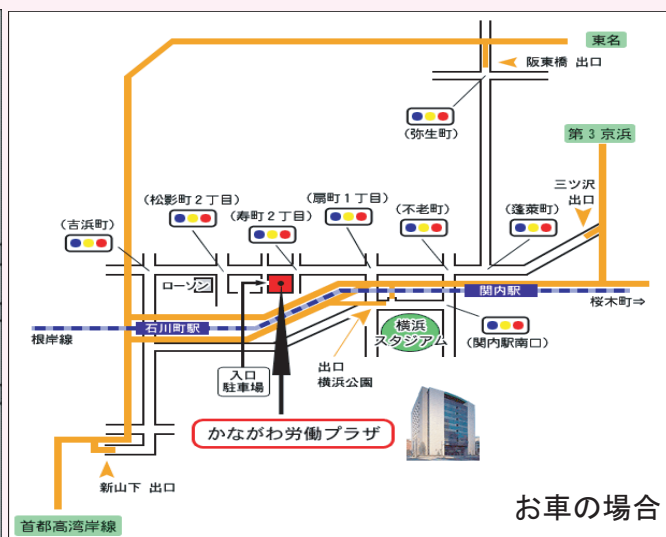 東名
阪東橋 出口
(弥生町)
第3京浜
三ツ沢
出口
(松影町2丁目)
(扇町1丁目)
(吉浜町)
(寿町2丁目)
(不老町)
(蓬莱町)
ローソン
関内駅
桜木町⇒
石川町駅
根岸線
横浜
スタジアム
(関内駅南口)
入口
駐車場
出口
横浜公園
かながわ労働プラザ
新山下 出口
お車の場合
首都高湾岸線